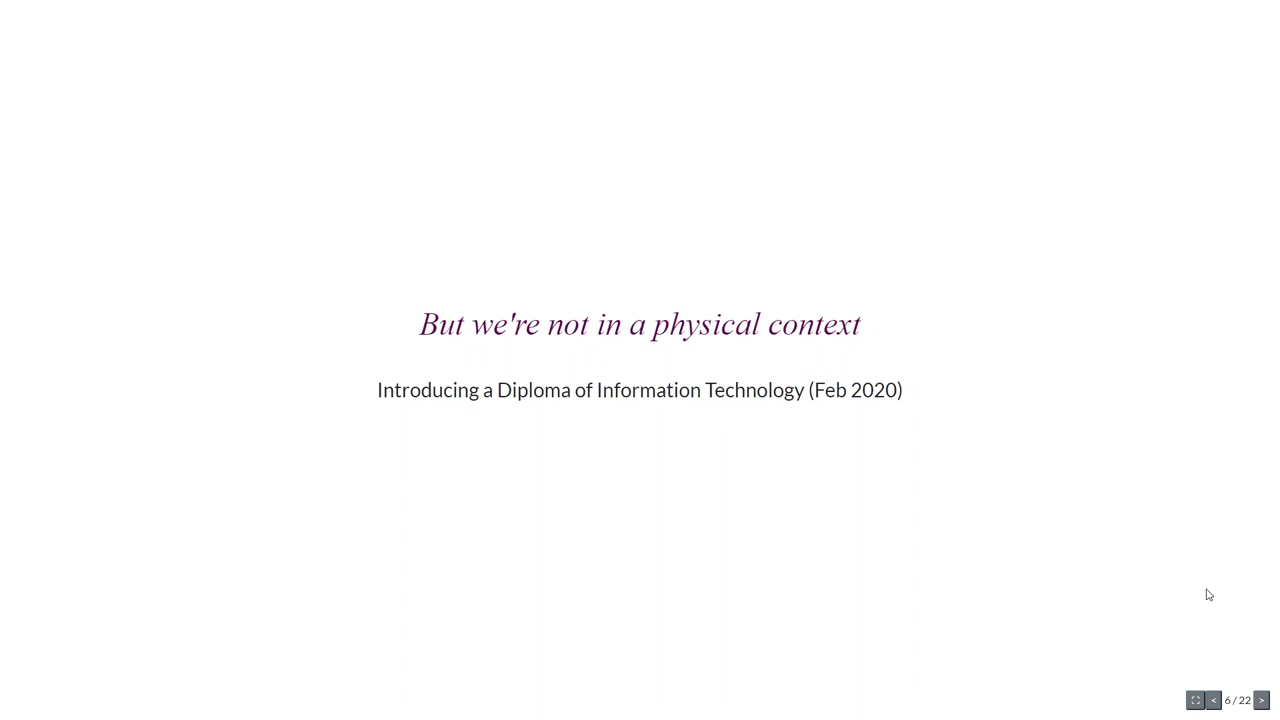 But we're not in a physical context
Introducing a Diploma of Information Technology (Feb 2020)
< 6 / 22 >